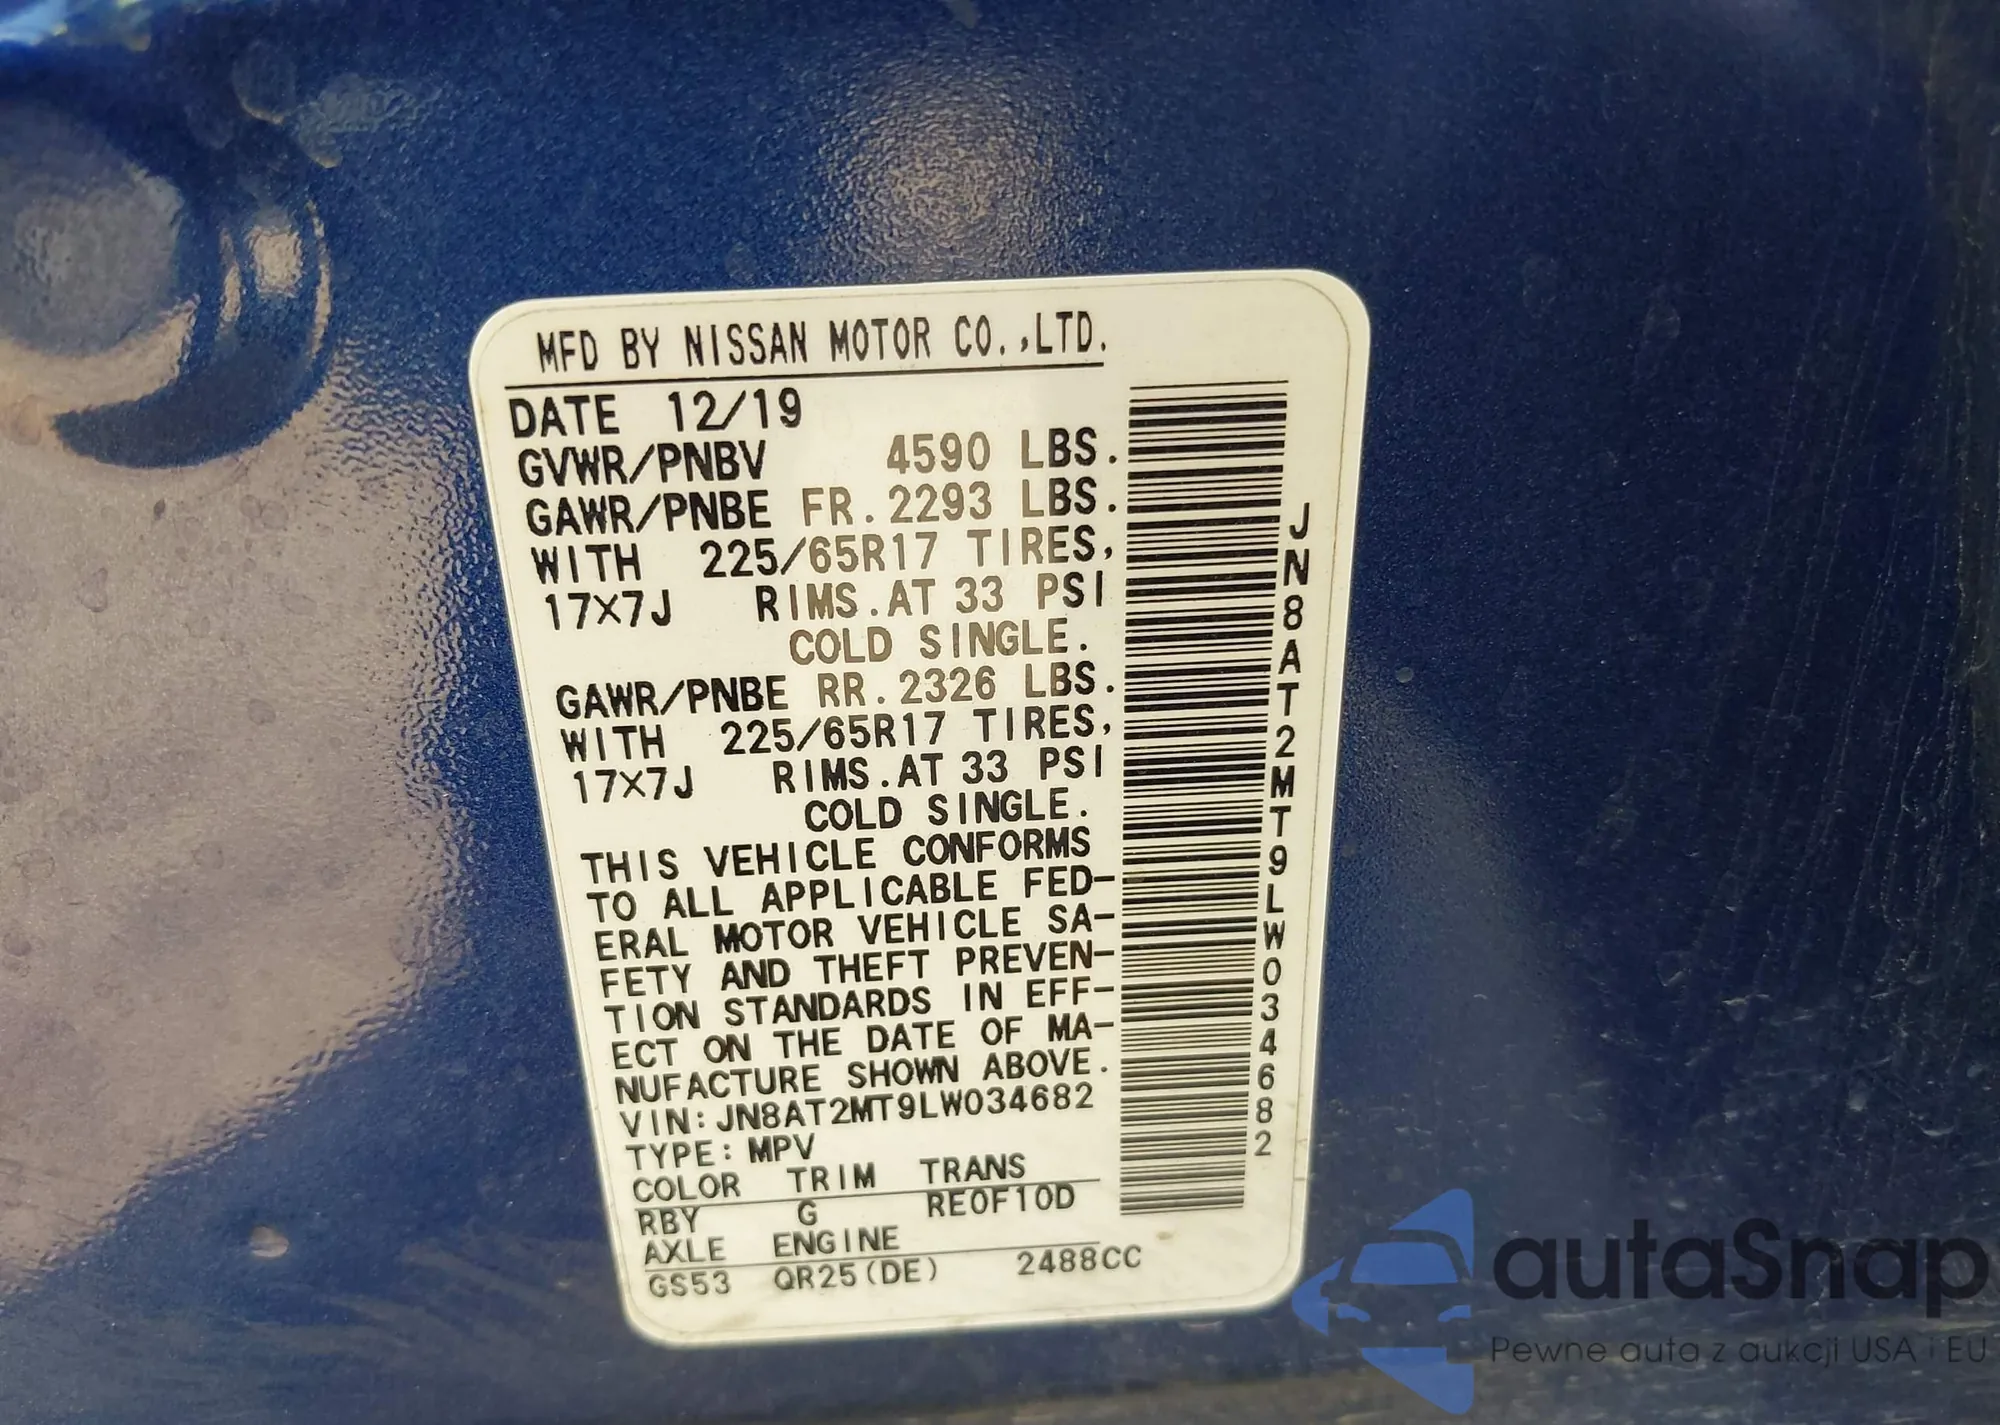 MFD BY NISSAN MOTOR CO.,LTD.
DATE 12/19
GVWR/PNBV 4590 LBS.
GAWR/PNBE FR.2293 LBS.
WITH 225/65R17 TIRES,
17X7J RIMS.AT 33 PSI
COLD SINGLE.
GAWR/PNBE RR.2326 LBS.
WITH 225/65R17 TIRES,
17X7J RIMS.AT 33 PSI
COLD SINGLE.
THIS VEHICLE CONFORMS
TO ALL APPLICABLE FED-
ERAL MOTOR VEHICLE SA-
FETY AND THEFT PREVEN-
TION STANDARDS IN EFF-
ECT ON THE DATE OF MA-
NUFACTURE SHOWN ABOVE.
VIN:JN8AT2MT9LW034682
TYPE:MPV
COLOR TRIM TRANS
RBY G RE0F10D
AXLE ENGINE
GS53 QR25(DE) 2488CC
JN8AT2MT9LW034682
autaSnap
Pewne auta z aukcji USA i EU